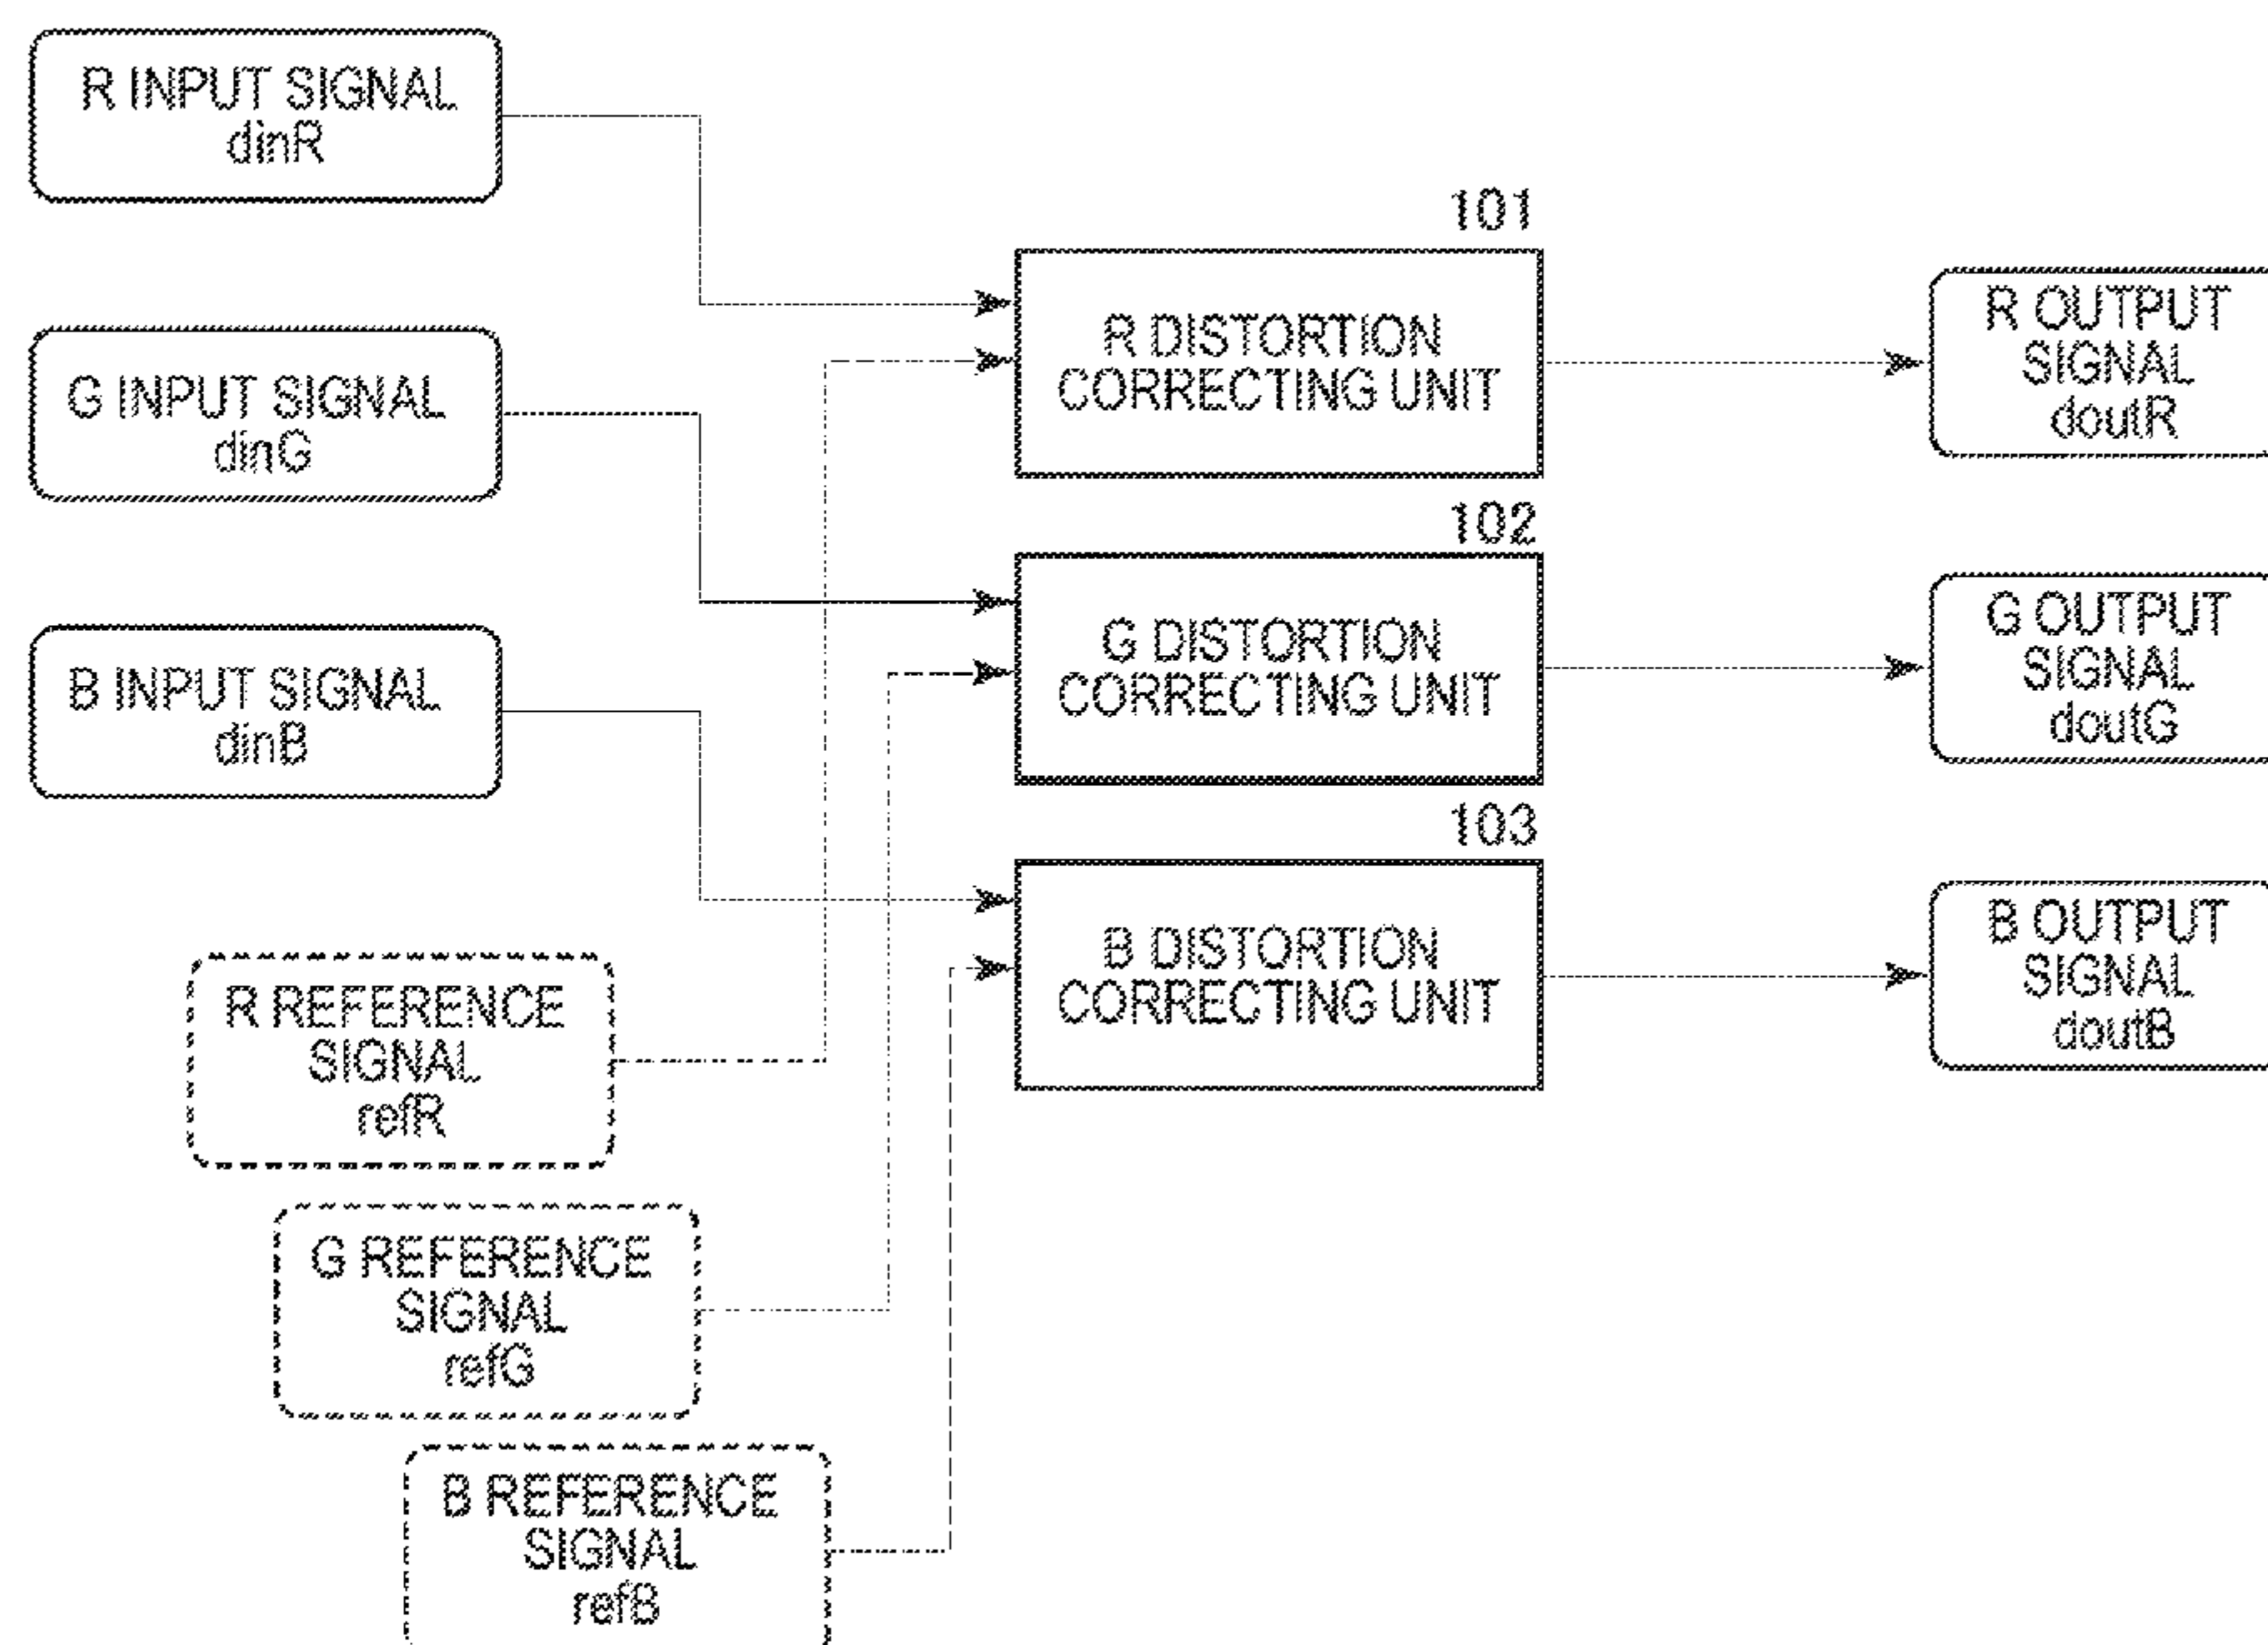 R INPUT SIGNAL
dinR
G INPUT SIGNAL
dinG
B INPUT SIGNAL
dinB
R REFERENCE
SIGNAL
refR
G REFERENCE
SIGNAL
refG
B REFERENCE
SIGNAL
refB
101
R DISTORTION
CORRECTING UNIT
102
G DISTORTION
CORRECTING UNIT
103
B DISTORTION
CORRECTING UNIT
R OUTPUT
SIGNAL
doutR
G OUTPUT
SIGNAL
doutG
B OUTPUT
SIGNAL
doutB